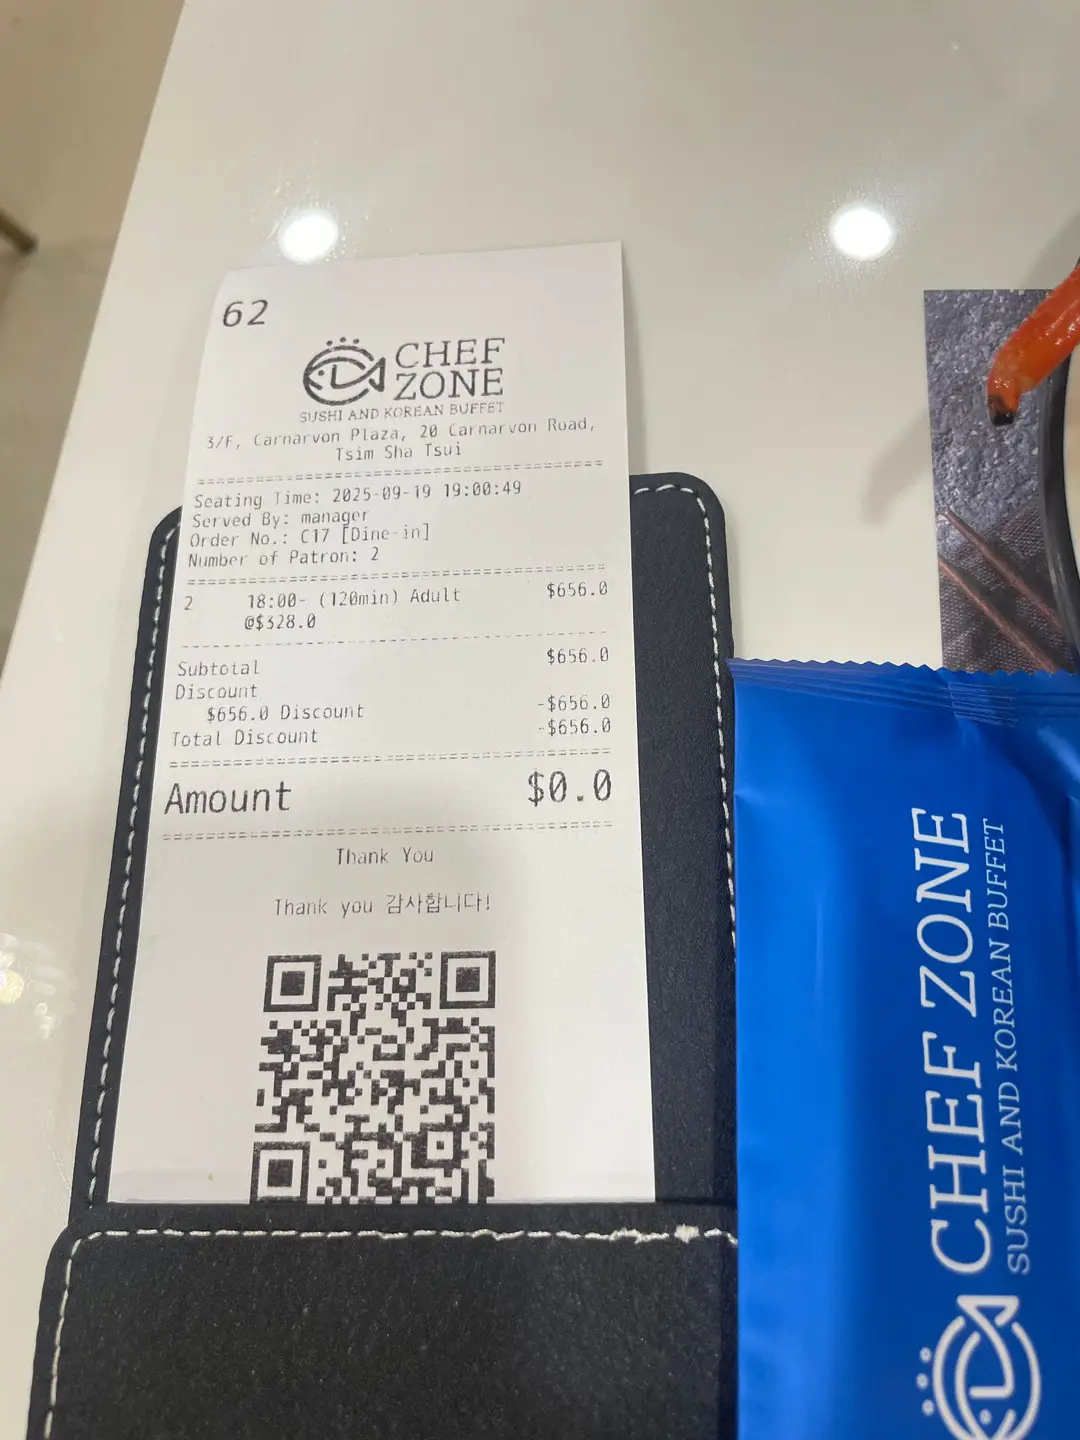 62
CHEF
ZONE
SUSHI AND KOREAN BUFFET
3/F, Carnarvon Plaza, 20 Carnarvon Road,
Tsim Sha Tsui
Seating Time: 2025-09-19 19:00:49
Served By: manager
Order No.: C17 [Dine-in]
Number of Patron: 2
2 18:00- (120min) Adult $656.0
@$328.0
Subtotal $656.0
Discount
$656.0 Discount -$656.0
Total Discount -$656.0
Amount $0.0
Thank You
Thank you 감사합니다!
CHEF ZONE
SUSHI AND KOREAN BUFFET